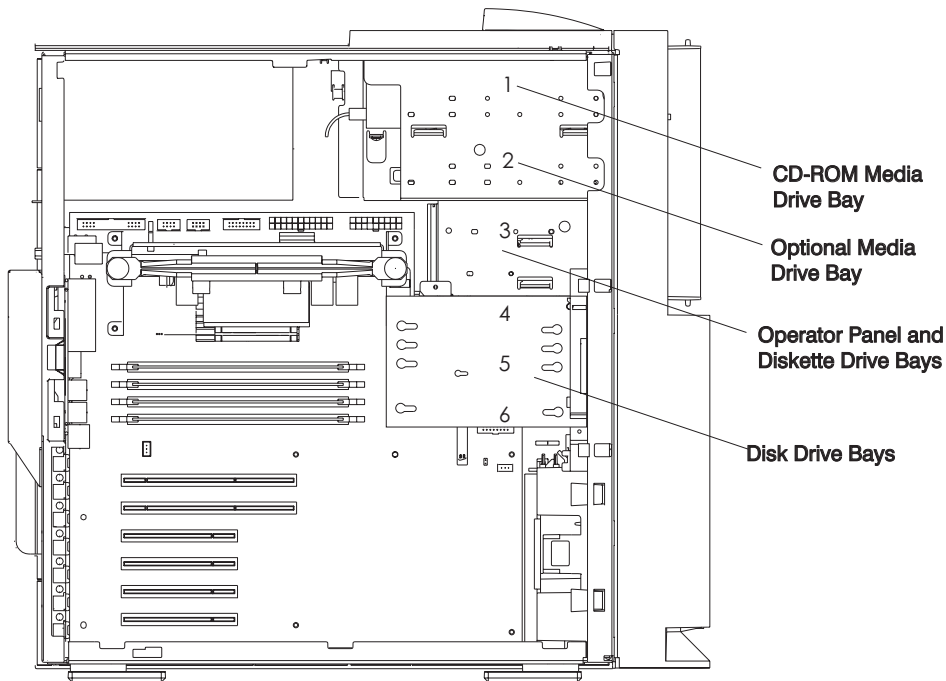 1
2
3
4
5
6
CD-ROM Media
Drive Bay
Optional Media
Drive Bay
Operator Panel and
Diskette Drive Bays
Disk Drive Bays